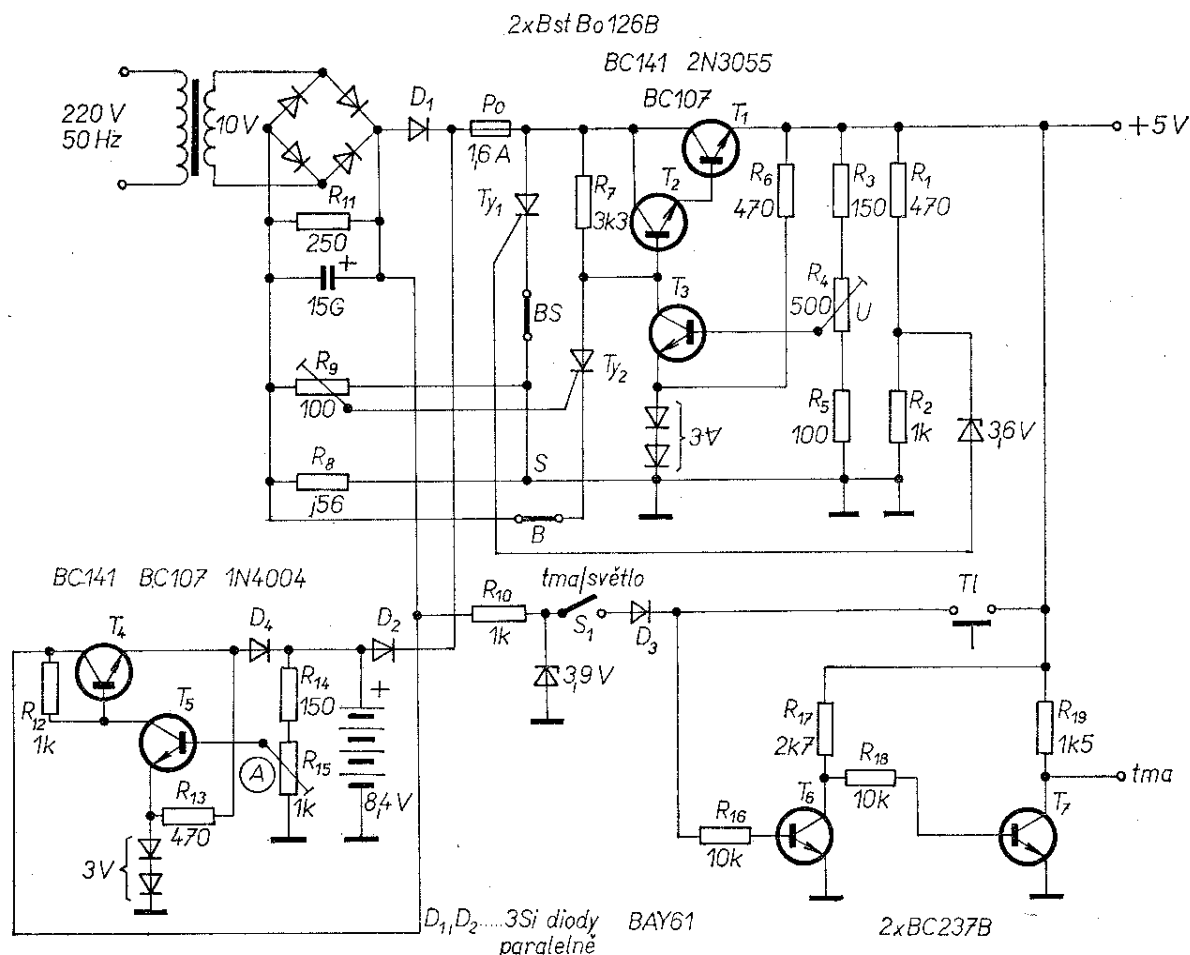 2xBstBo126B
BC141 2N3055
BC107
220 V
50 Hz
10V
D1
Po
1,6A
T1
+5V
T2
R7
3k3
R6
470
R3
150
R1
470
Ty1
R11
250
+
15G
BS
T3
R4
500
U
R9
100
Ty2
R5
100
R2
1k
3,6V
3V
R8
j56
S
B
BC141 BC107 1N4004
tma/světlo
R10
1k
S1
D3
Tl
T4
D4
D2
+
R12
1k
T5
R14
150
3,9V
A
R15
1k
8,4V
R13
470
3V
R17
2k7
R18
10k
R19
1k5
tma
T6
T7
R16
10k
D1,D2.....3Si diody BAY61
paralelně
2xBC237B